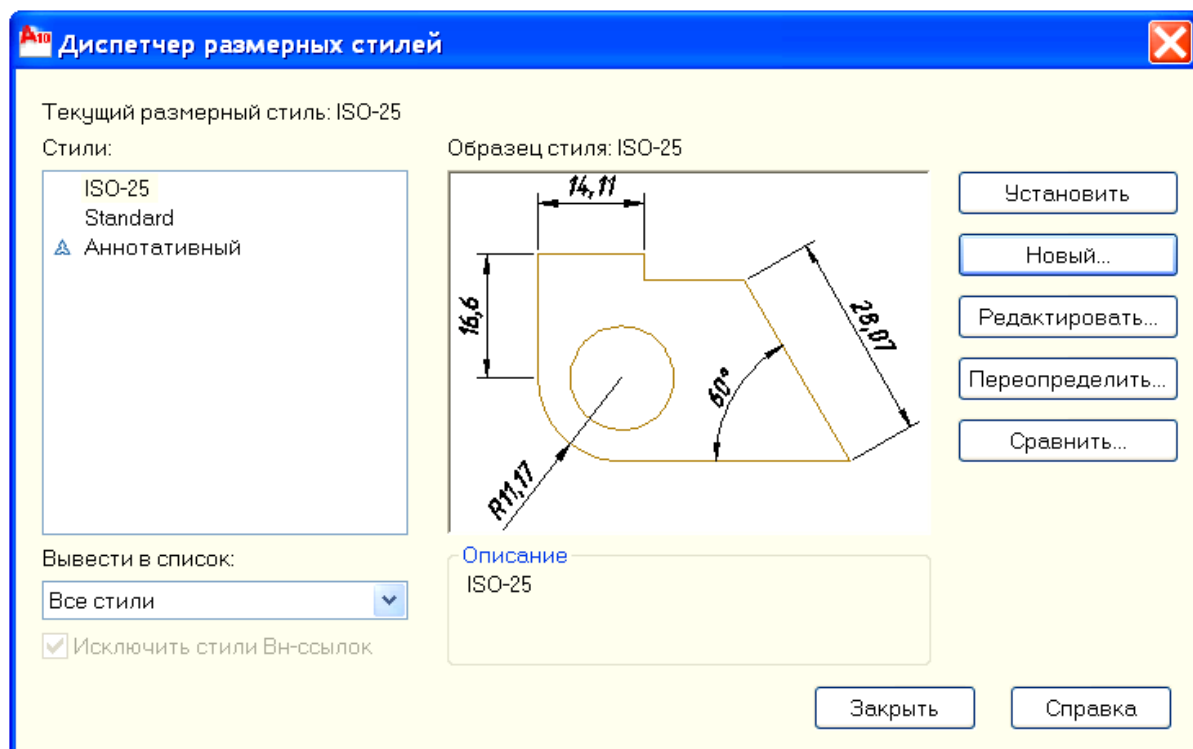 A10 Диспетчер размерных стилей
Текущий размерный стиль: ISO-25
Стили:
ISO-25
Standard
Аннотативный
Вывести в список:
Все стили
Исключить стили Вн-ссылок
Образец стиля: ISO-25
14,11
16,6
28,07
60°
R11,17
Описание
ISO-25
Установить
Новый...
Редактировать...
Переопределить...
Сравнить...
Закрыть
Справка